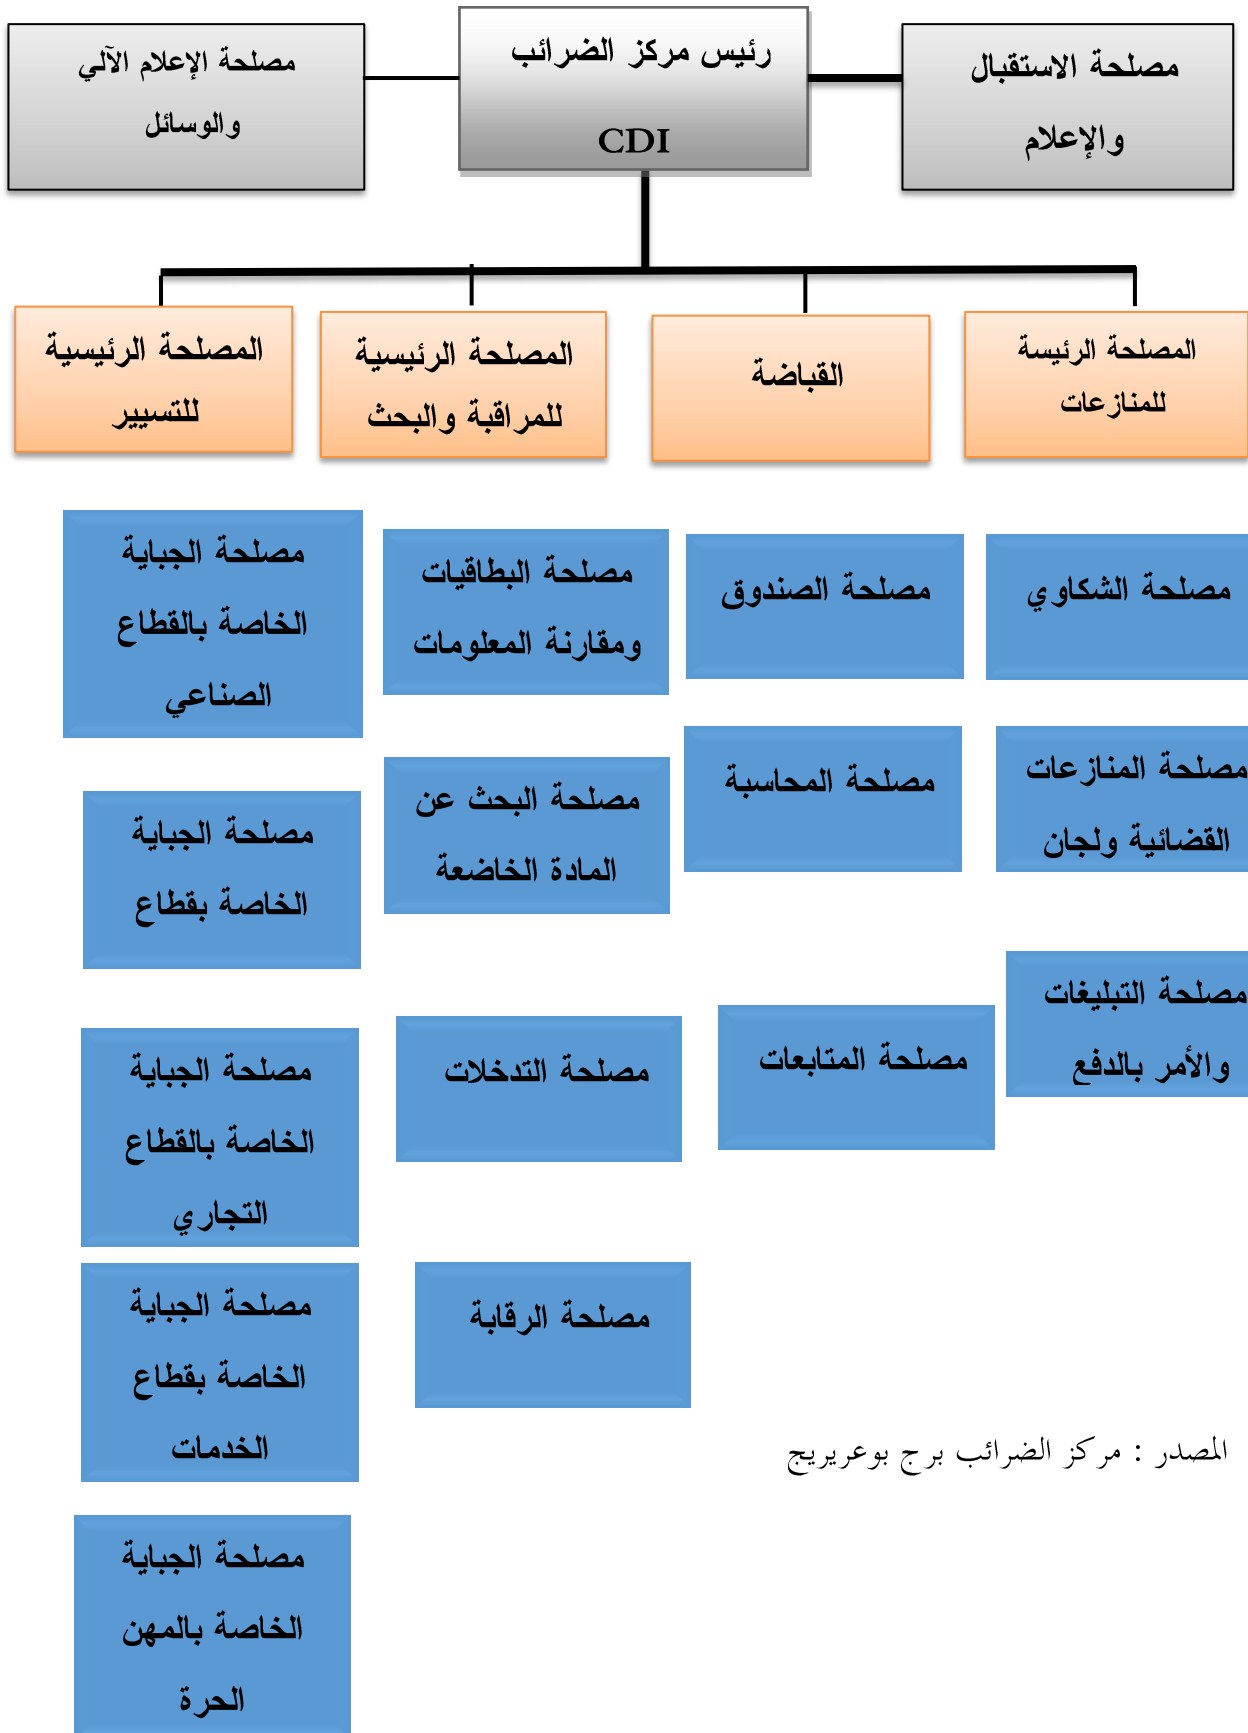 مصلحة الاستقبال
والإعلام
رئيس مركز الضرائب
CDI
مصلحة الإعلام الآلي
والوسائل
المصلحة الرئيسة
للمنازعات
القباضة
المصلحة الرئيسية
للمراقبة والبحث
المصلحة الرئيسية
للتسيير
مصلحة الشكاوي
مصلحة المنازعات
القضائية ولجان
مصلحة التبليغات
والأمر بالدفع
مصلحة الصندوق
مصلحة المحاسبة
مصلحة المتابعات
مصلحة البطاقيات
ومقارنة المعلومات
مصلحة البحث عن
المادة الخاضعة
مصلحة التدخلات
مصلحة الرقابة
مصلحة الجباية
الخاصة بالقطاع
الصناعي
مصلحة الجباية
الخاصة بقطاع
مصلحة الجباية
الخاصة بالقطاع
التجاري
مصلحة الجباية
الخاصة بقطاع
الخدمات
مصلحة الجباية
الخاصة بالمهن
الحرة
المصدر : مركز الضرائب برج بوعريريج